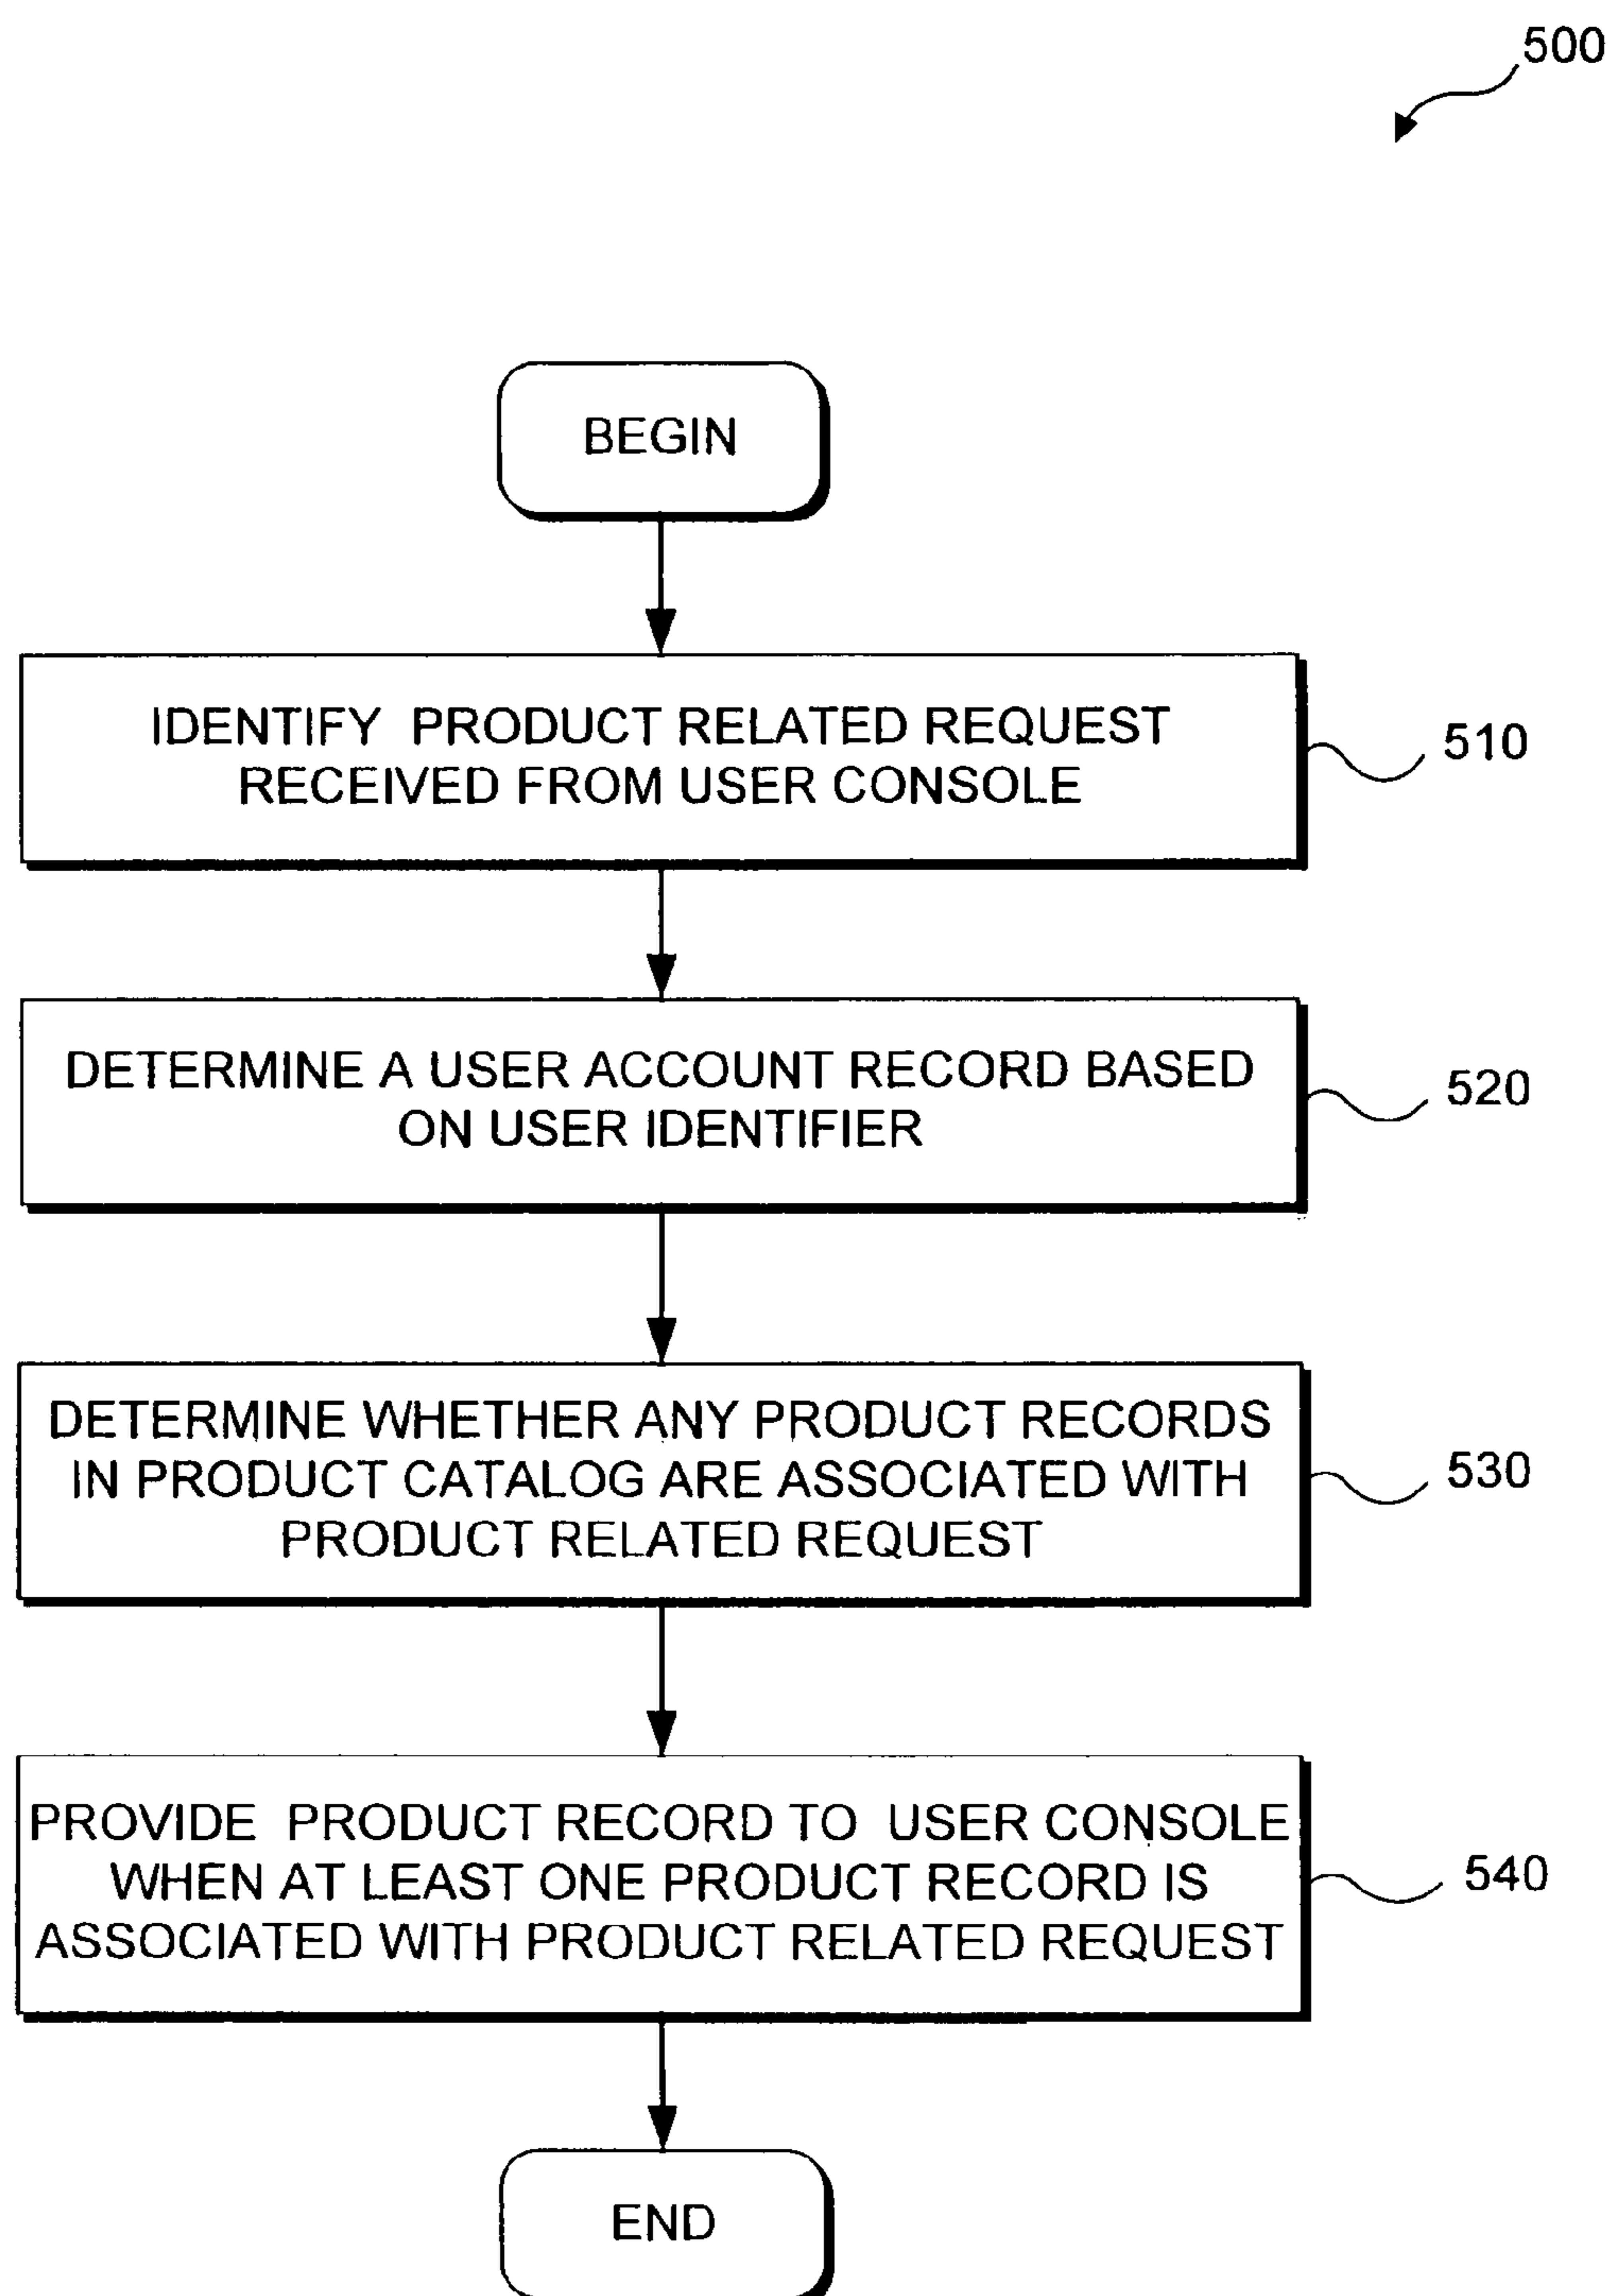 500
BEGIN
IDENTIFY PRODUCT RELATED REQUEST
RECEIVED FROM USER CONSOLE
510
DETERMINE A USER ACCOUNT RECORD BASED
ON USER IDENTIFIER
520
DETERMINE WHETHER ANY PRODUCT RECORDS
IN PRODUCT CATALOG ARE ASSOCIATED WITH
PRODUCT RELATED REQUEST
530
PROVIDE PRODUCT RECORD TO USER CONSOLE
WHEN AT LEAST ONE PRODUCT RECORD IS
ASSOCIATED WITH PRODUCT RELATED REQUEST
540
END